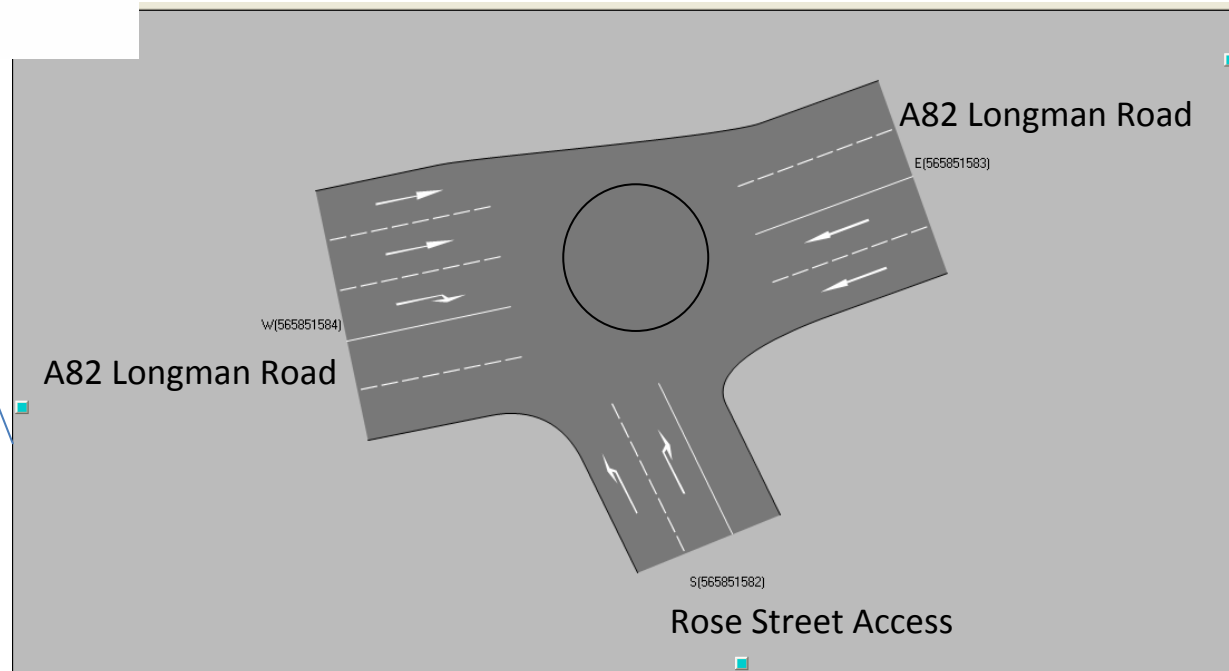 A82 Longman Road
E(565851583)
W(565851584)
A82 Longman Road
S(565851582)
Rose Street Access